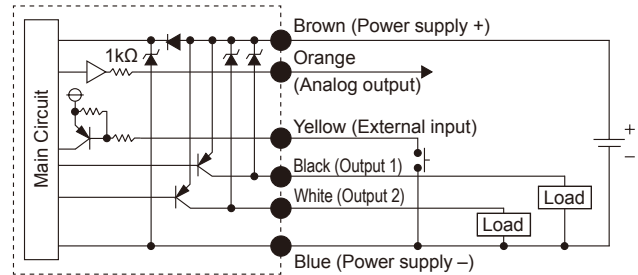 Main Circuit
1kΩ
Brown (Power supply +)
Orange
(Analog output)
Yellow (External input)
Black (Output 1)
White (Output 2)
Blue (Power supply –)
Load
Load
+
–